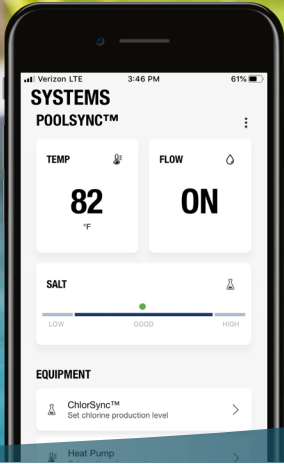 Verizon LTE 3:46 PM 61%
SYSTEMS
POOLSYNC™
TEMP FLOW
82 ON
°F
SALT
LOW GOOD HIGH
EQUIPMENT
ChlorSync™
Set chlorine production level
Heat Pump